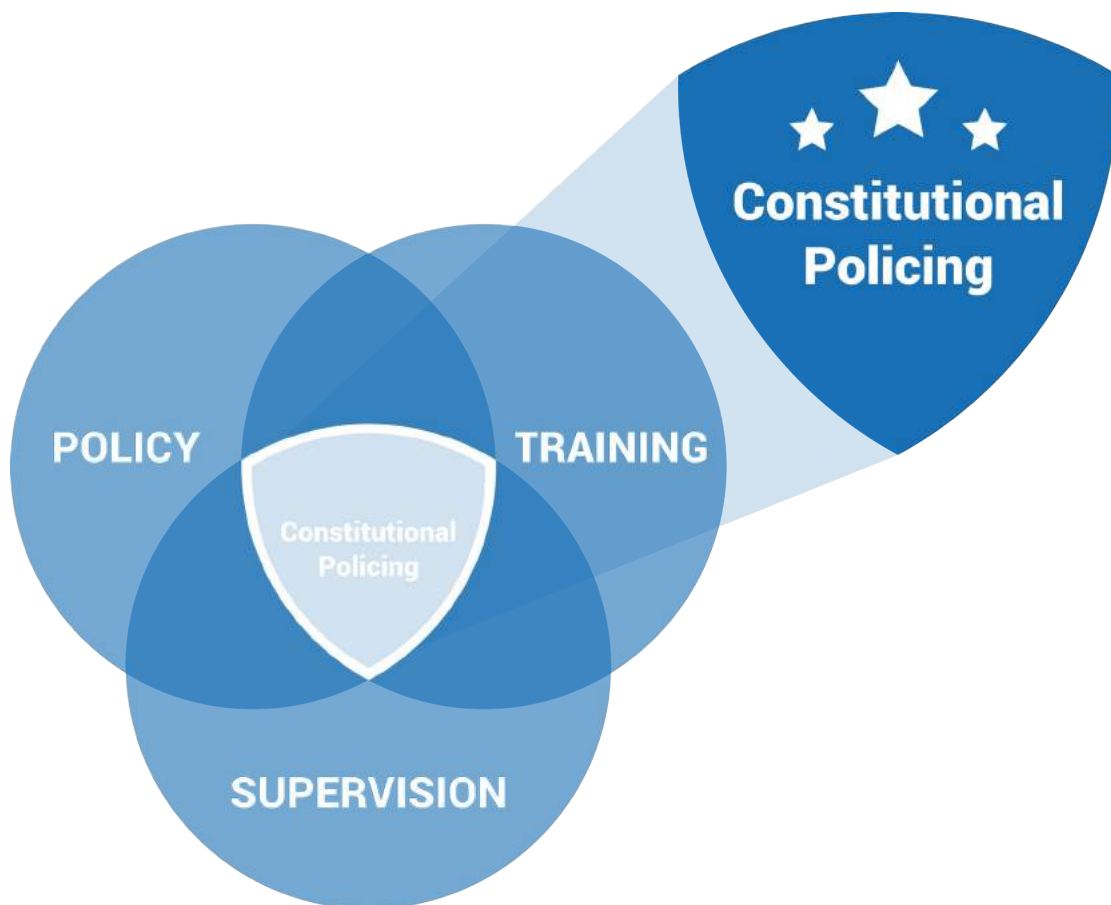 Constitutional
Policing
POLICY
TRAINING
Constitutional
Policing
SUPERVISION